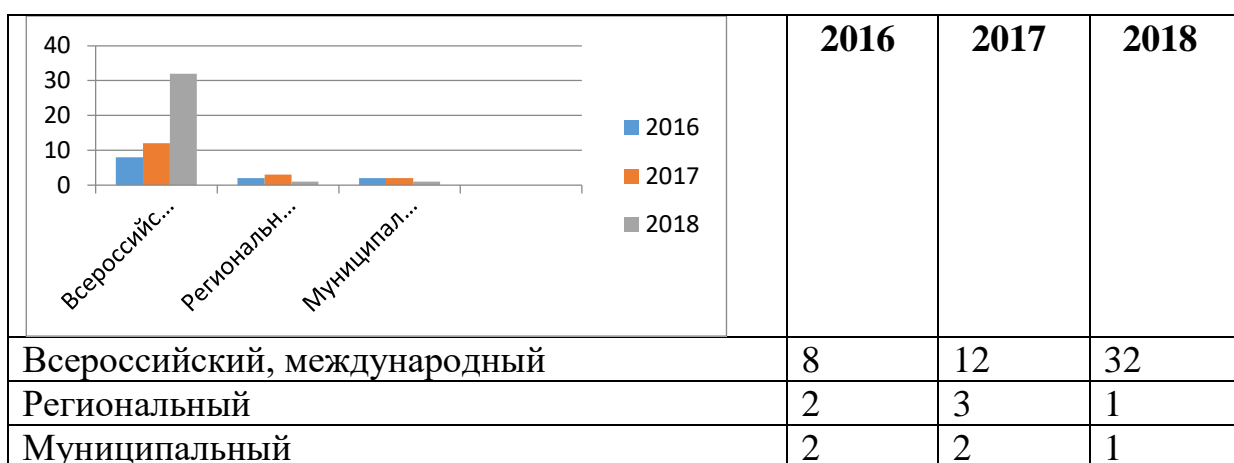 2016 2017 2018
40
30
20
10
0
Всероссийс...
Региональн...
Муниципал...
2016
2017
2018
Всероссийский, международный 8 12 32
Региональный 2 3 1
Муниципальный 2 2 1